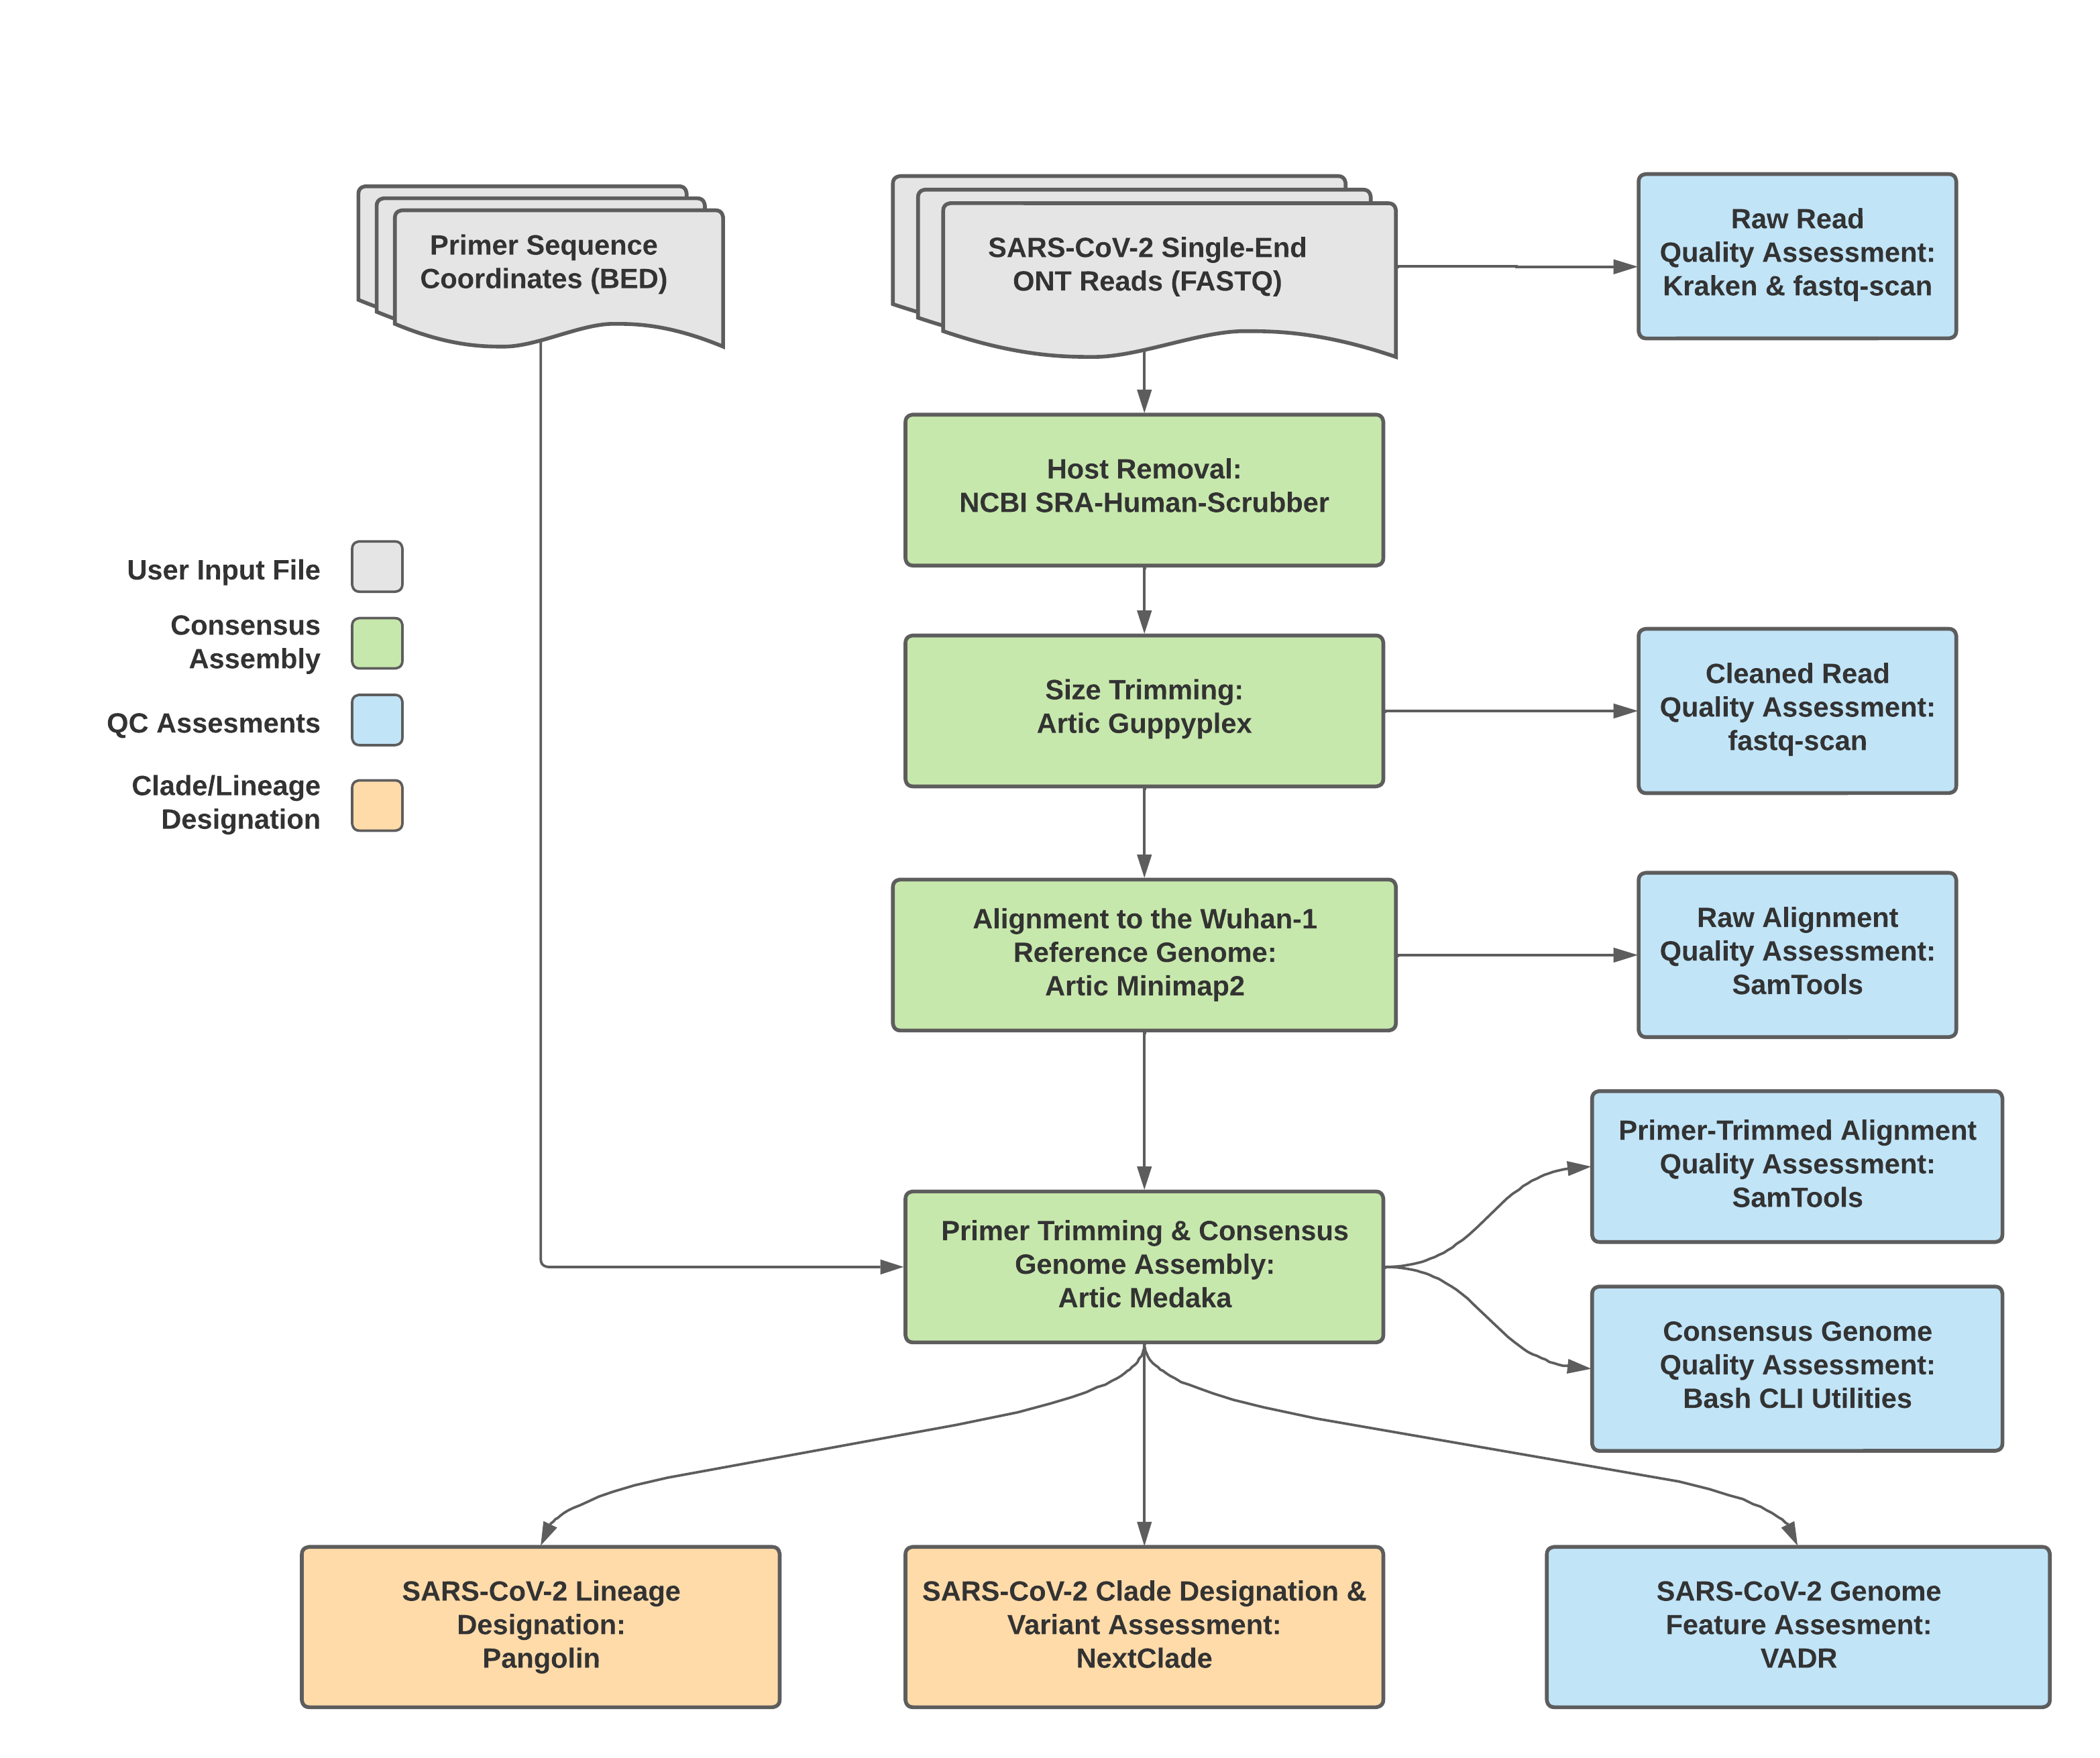 Primer Sequence
Coordinates (BED)
SARS-CoV-2 Single-End
ONT Reads (FASTQ)
Raw Read
Quality Assessment:
Kraken & fastq-scan
Host Removal:
NCBI SRA-Human-Scrubber
User Input File
Consensus
Assembly
QC Assesments
Clade/Lineage
Designation
Size Trimming:
Artic Guppyplex
Cleaned Read
Quality Assessment:
fastq-scan
Alignment to the Wuhan-1
Reference Genome:
Artic Minimap2
Raw Alignment
Quality Assessment:
SamTools
Primer Trimming & Consensus
Genome Assembly:
Artic Medaka
Primer-Trimmed Alignment
Quality Assessment:
SamTools
Consensus Genome
Quality Assessment:
Bash CLI Utilities
SARS-CoV-2 Lineage
Designation:
Pangolin
SARS-CoV-2 Clade Designation &
Variant Assessment:
NextClade
SARS-CoV-2 Genome
Feature Assesment:
VADR